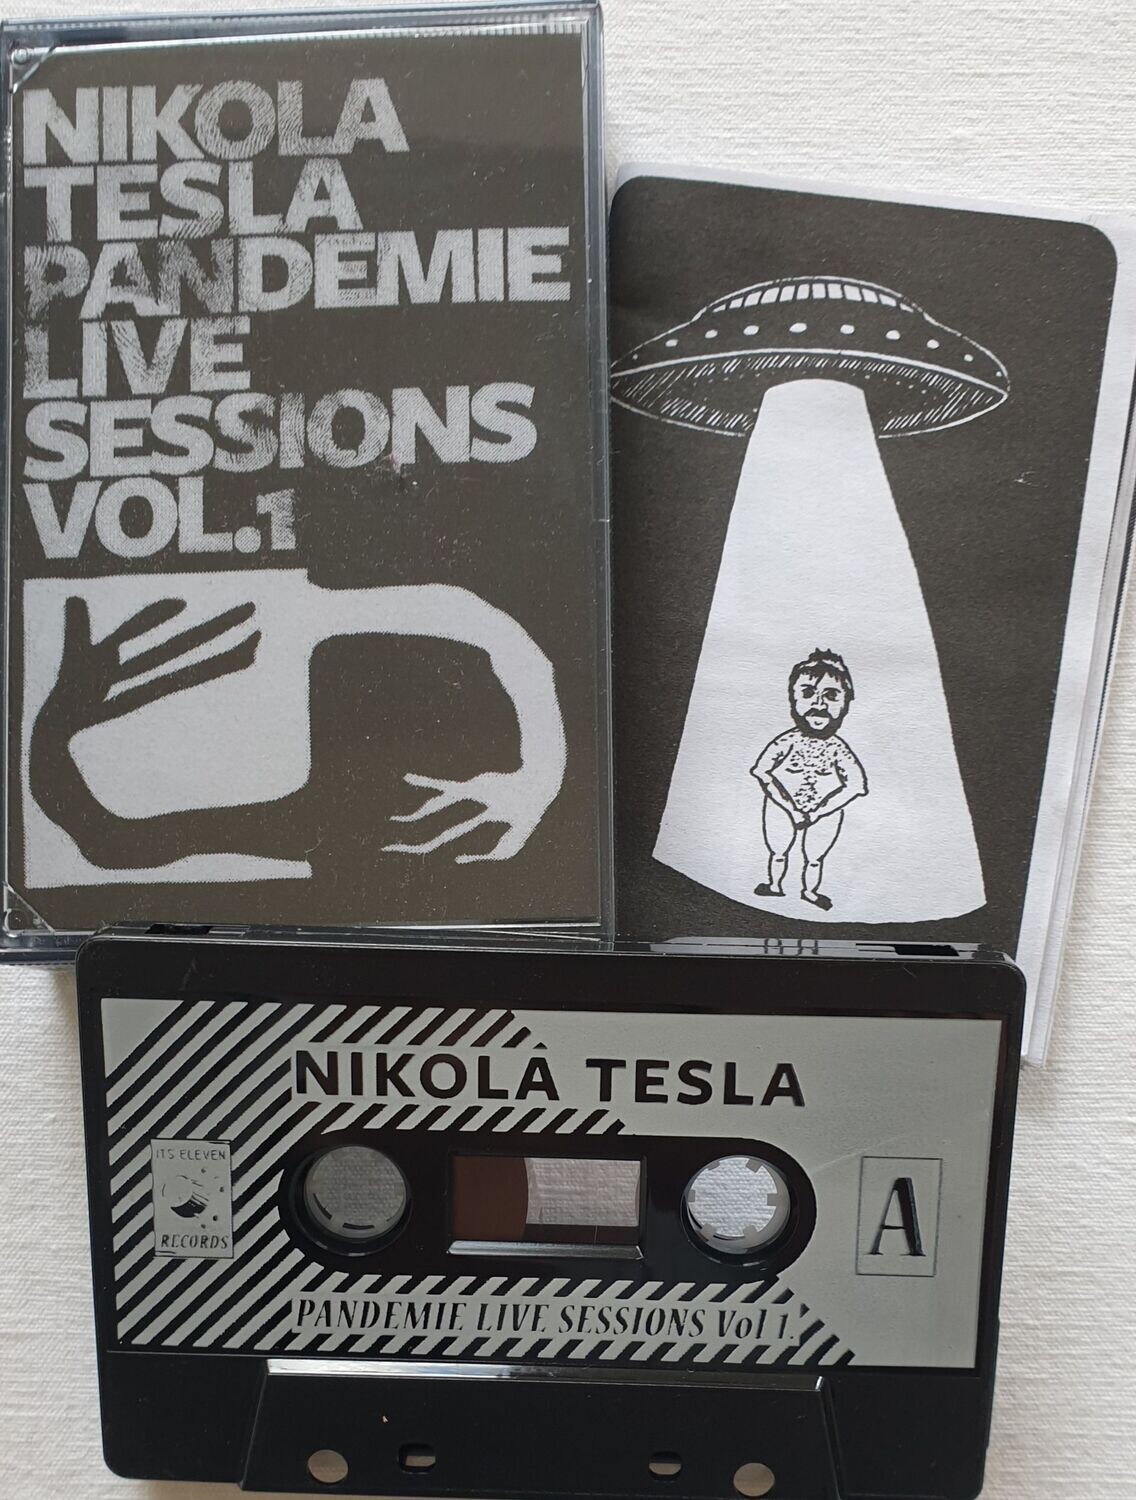 NIKOLA
TESLA
PANDEMIE
LIVE
SESSIONS
VOL.1
NIKOLA TESLA
ITS ELEVEN
RECORDS
A
PANDEMIE LIVE SESSIONS Vol 1.